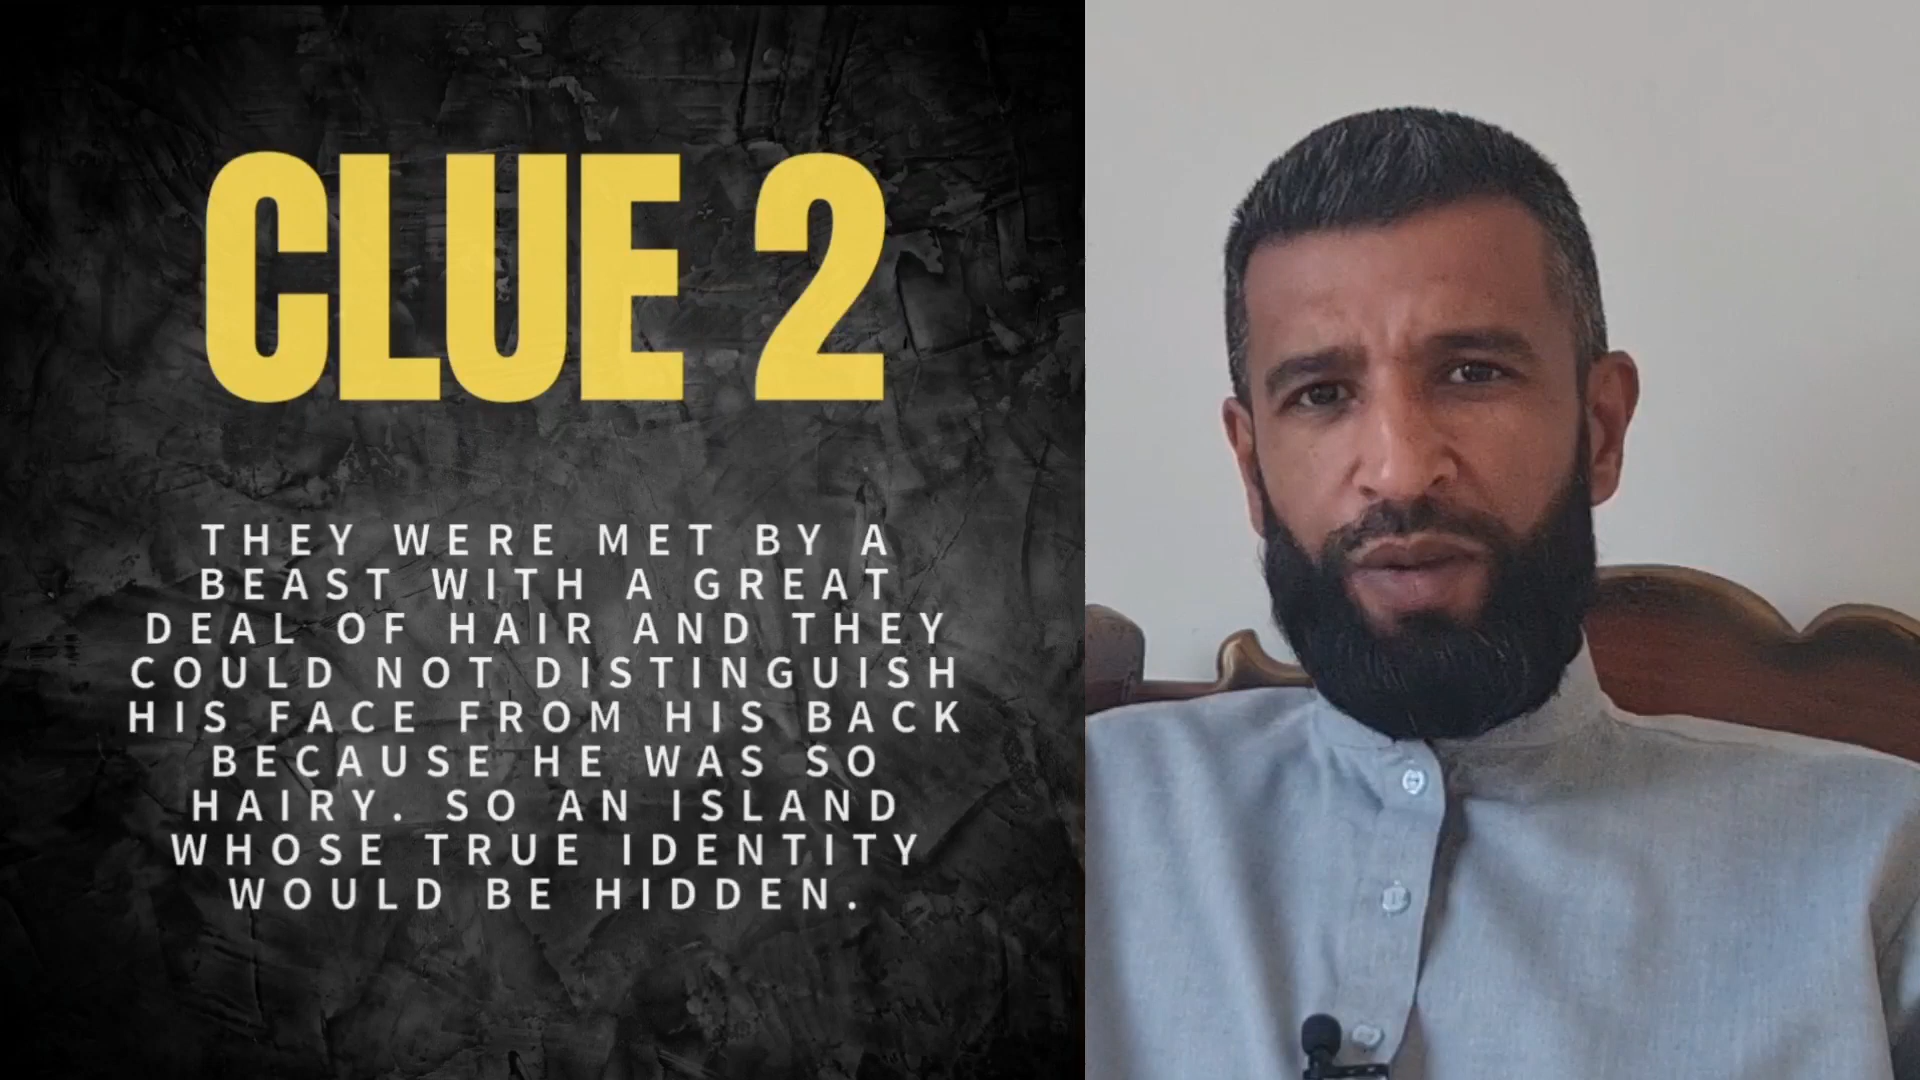 CLUE 2
THEY WERE MET BY A
BEAST WITH A GREAT
DEAL OF HAIR AND THEY
COULD NOT DISTINGUISH
HIS FACE FROM HIS BACK
BECAUSE HE WAS SO
HAIRY. SO AN ISLAND
WHOSE TRUE IDENTITY
WOULD BE HIDDEN.